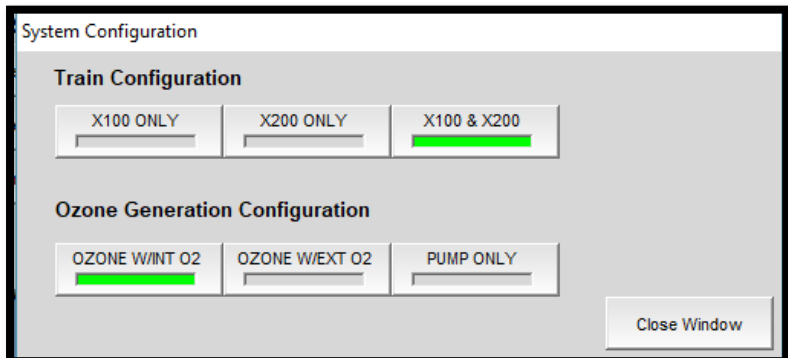 System Configuration
Train Configuration
X100 ONLY X200 ONLY X100 & X200
Ozone Generation Configuration
OZONE W/INT O2 OZONE W/EXT O2 PUMP ONLY
Close Window